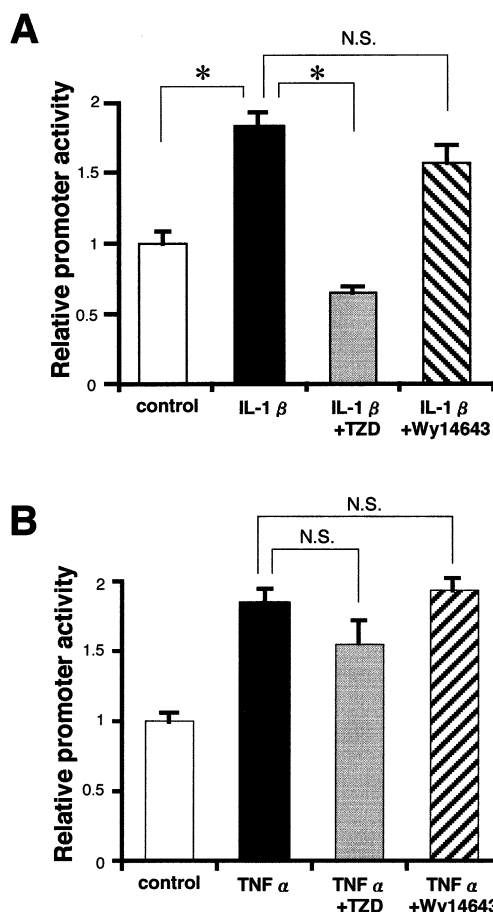 A
N.S.
* *
Relative promoter activity
2
1.5
1
0.5
0
control IL-1 β IL-1 β IL-1 β
+TZD +Wy14643
B
N.S.
N.S.
Relative promoter activity
2
1.5
1
0.5
0
control TNF α TNF α TNF α
+TZD +Wy14643